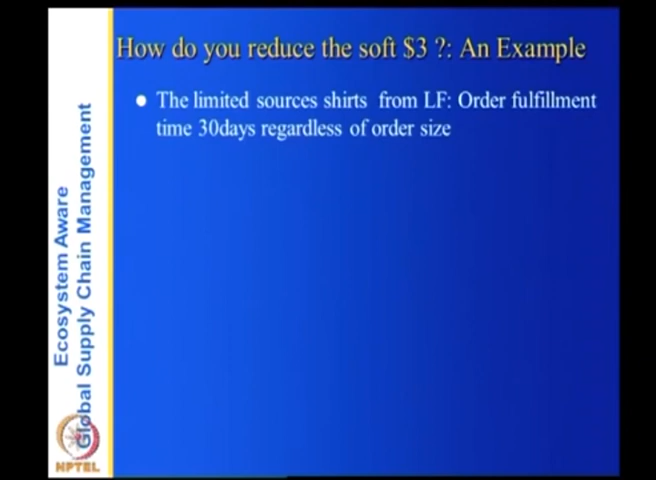 How do you reduce the soft $3 ?: An Example
The limited sources shirts from LF: Order fulfillment
time 30days regardless of order size
Ecosystem Aware
Global Supply Chain Management
NPTEL